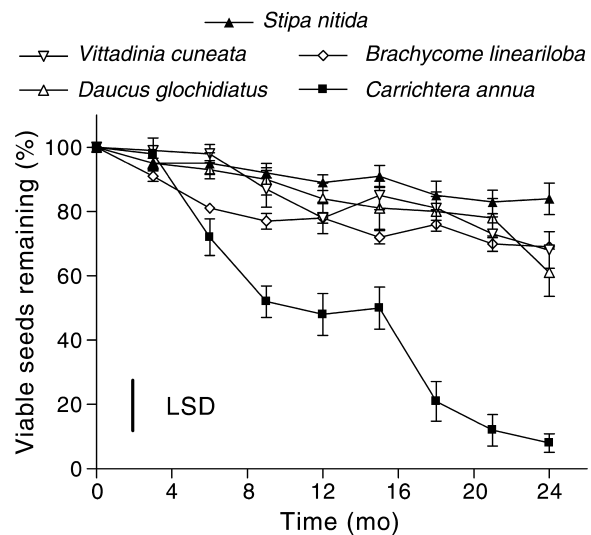 Stipa nitida
Vittadinia cuneata
Brachycome lineariloba
Daucus glochidiatus
Carrichtera annua
Viable seeds remaining (%)
100
80
60
40
20
0
LSD
0 4 8 12 16 20 24
Time (mo)